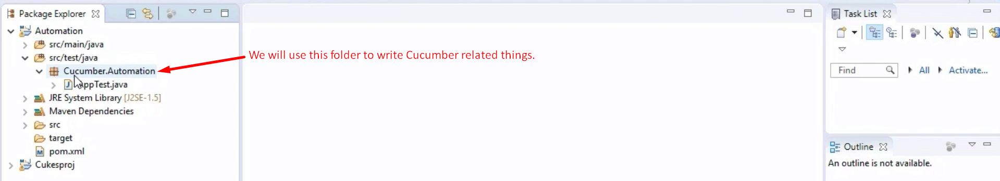 Package Explorer
Automation
src/main/java
src/test/java
Cucumber.Automation
AppTest.java
JRE System Library [J2SE-1.5]
Maven Dependencies
src
target
pom.xml
Cukesproj
We will use this folder to write Cucumber related things.
Task List
Find
All
Activate...
Outline
An outline is not available.